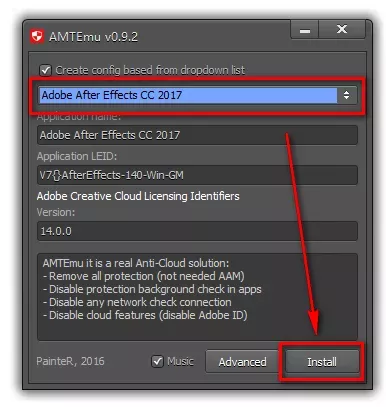 AMTEmu v0.9.2
Create config based from dropdown list
Adobe After Effects CC 2017
Application name:
Adobe After Effects CC 2017
Application LEID:
V7{}AfterEffects-140-Win-GM
Adobe Creative Cloud Licensing Identifiers
Version:
14.0.0
AMTEmu it is a real Anti-Cloud solution:
- Remove all protection (not needed AAM)
- Disable protection background check in apps
- Disable any network check connection
- Disable cloud features (disable Adobe ID)
PainteR, 2016 Music Advanced Install